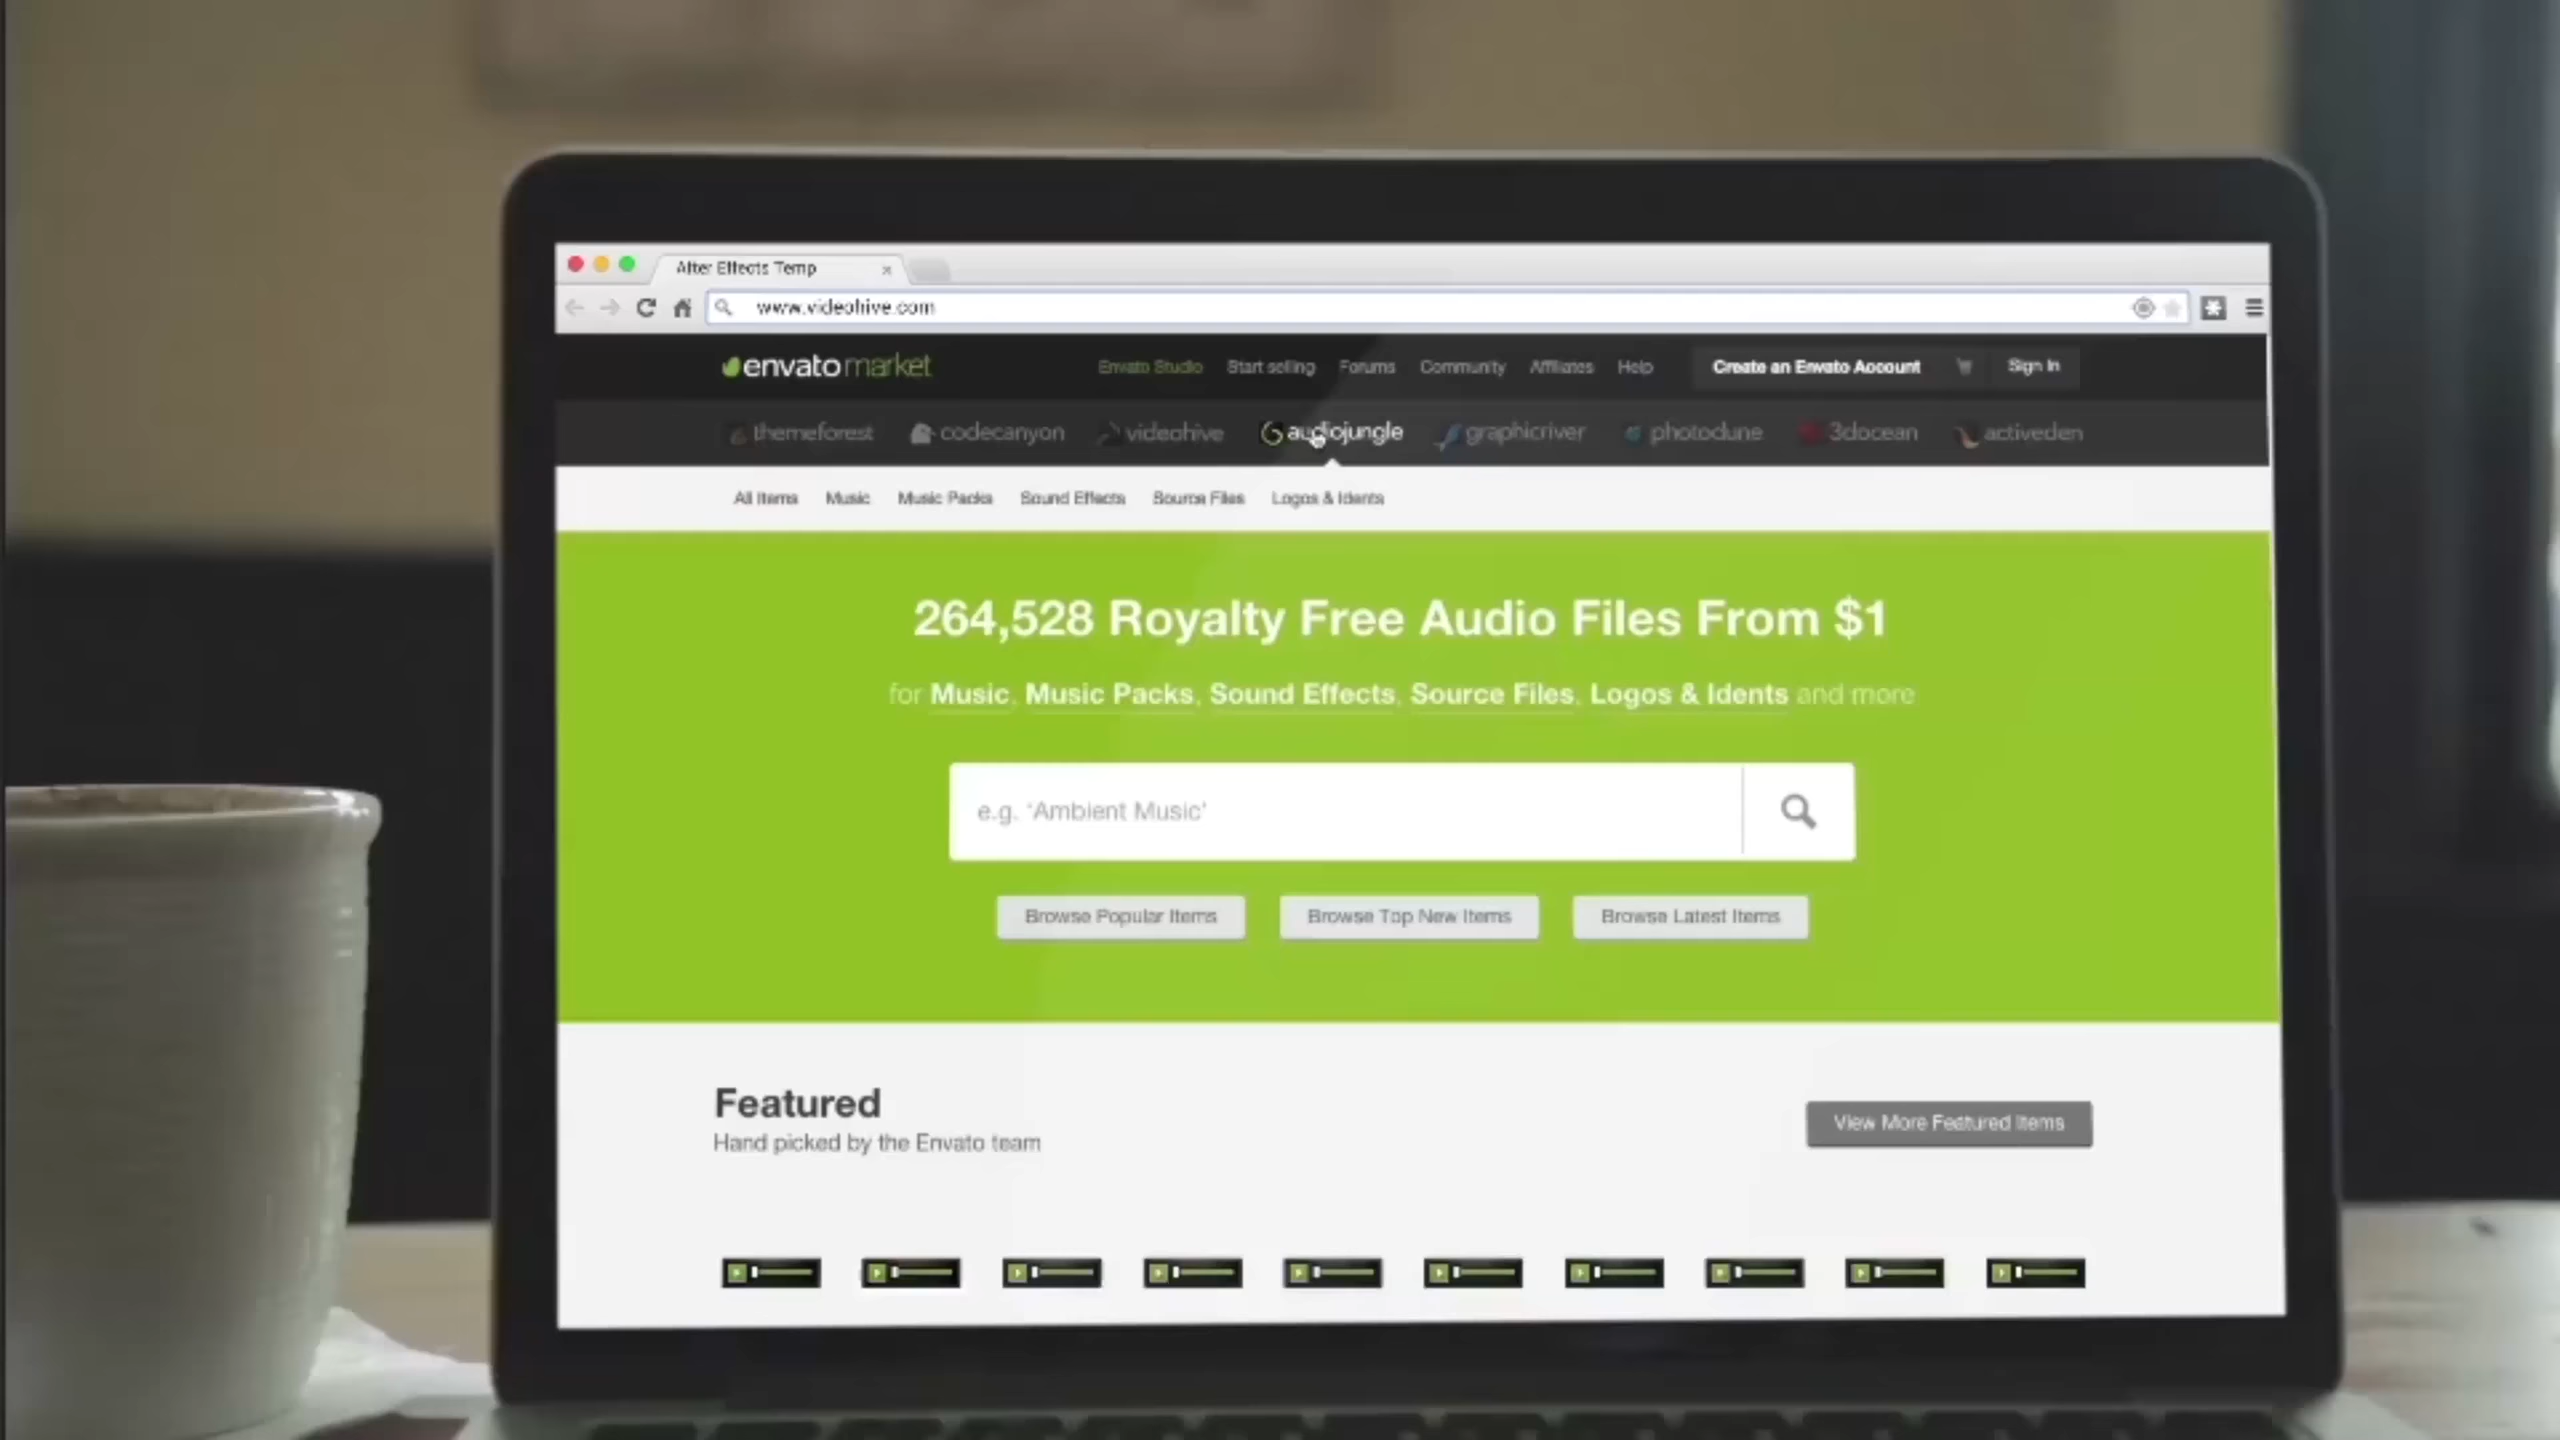 After Effects Temp
www.videohive.com
envato market Envato Studio Start selling Forums Community Affiliates Help Create an Envato Account Sign In
themeforest codecanyon videohive audiojungle graphicriver photodune 3docean activeden
All Items Music Music Packs Sound Effects Source Files Logos & Idents
264,528 Royalty Free Audio Files From $1
for Music, Music Packs, Sound Effects, Source Files, Logos & Idents and more
e.g. 'Ambient Music'
Browse Popular Items Browse Top New Items Browse Latest Items
Featured
View More Featured Items
Hand picked by the Envato team